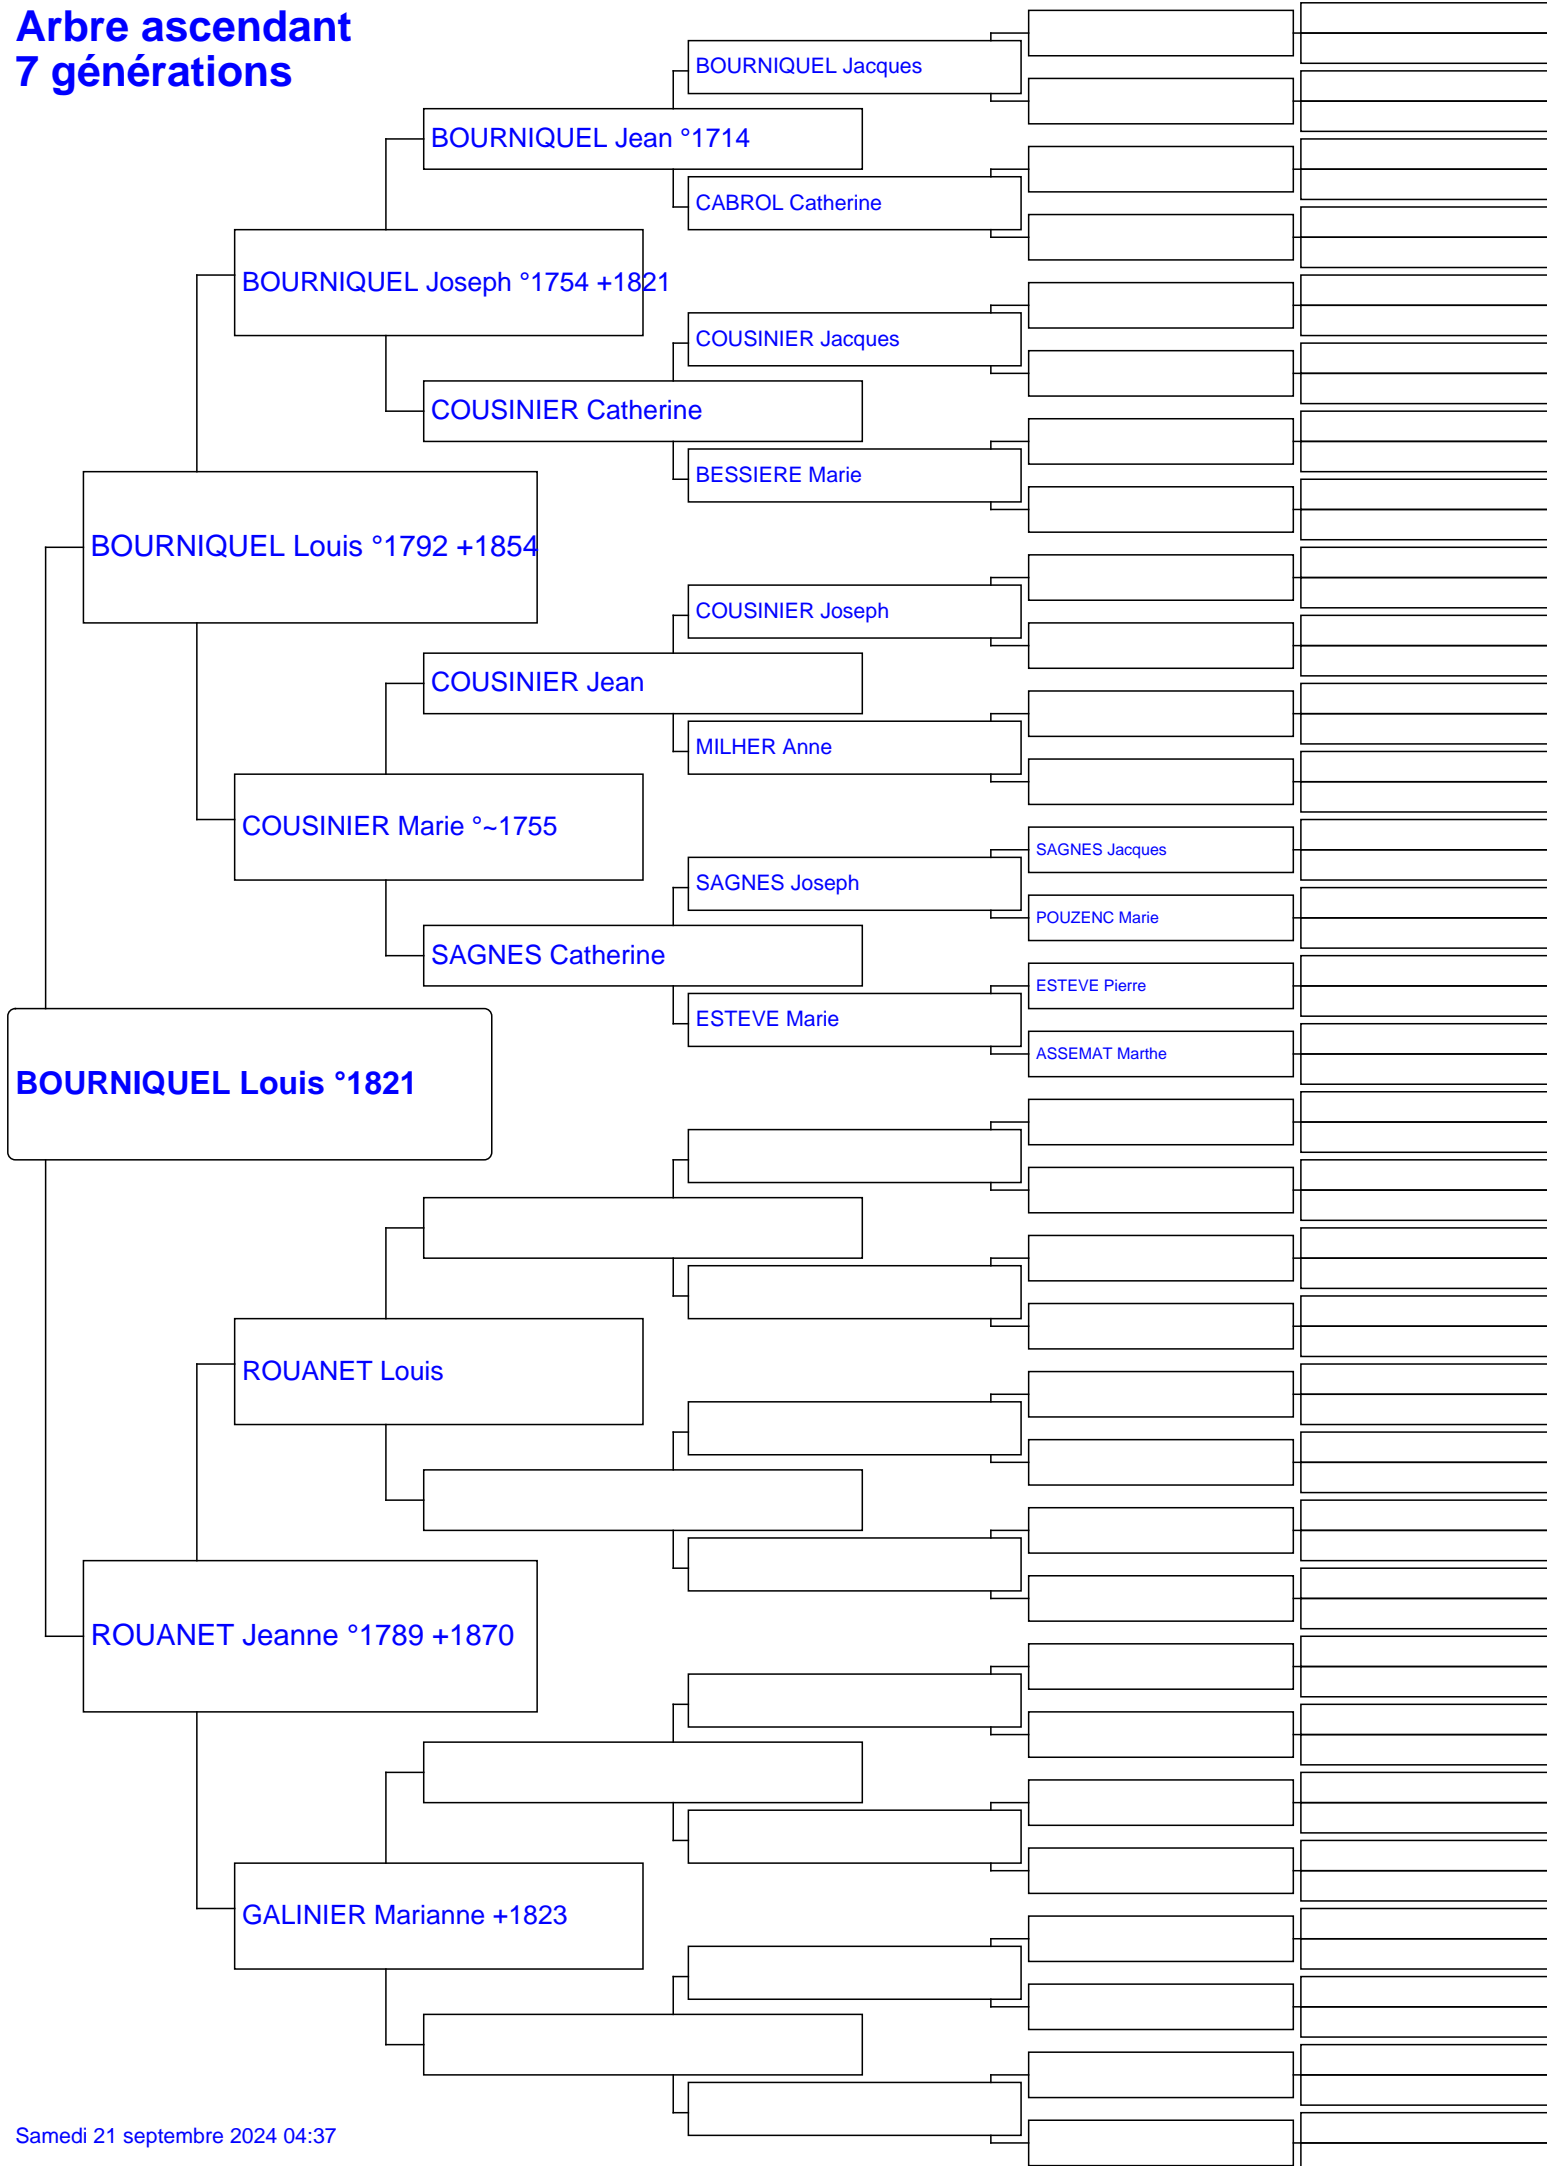 Arbre ascendant
7 générations
BOURNIQUEL Jacques
BOURNIQUEL Jean °1714
CABROL Catherine
BOURNIQUEL Joseph °1754 +1821
COUSINIER Jacques
COUSINIER Catherine
BESSIERE Marie
BOURNIQUEL Louis °1792 +1854
COUSINIER Joseph
COUSINIER Jean
MILHER Anne
COUSINIER Marie °~1755
SAGNES Jacques
SAGNES Joseph
POUZENC Marie
SAGNES Catherine
ESTEVE Pierre
ESTEVE Marie
ASSEMAT Marthe
BOURNIQUEL Louis °1821
ROUANET Louis
ROUANET Jeanne °1789 +1870
GALINIER Marianne +1823
Samedi 21 septembre 2024 04:37